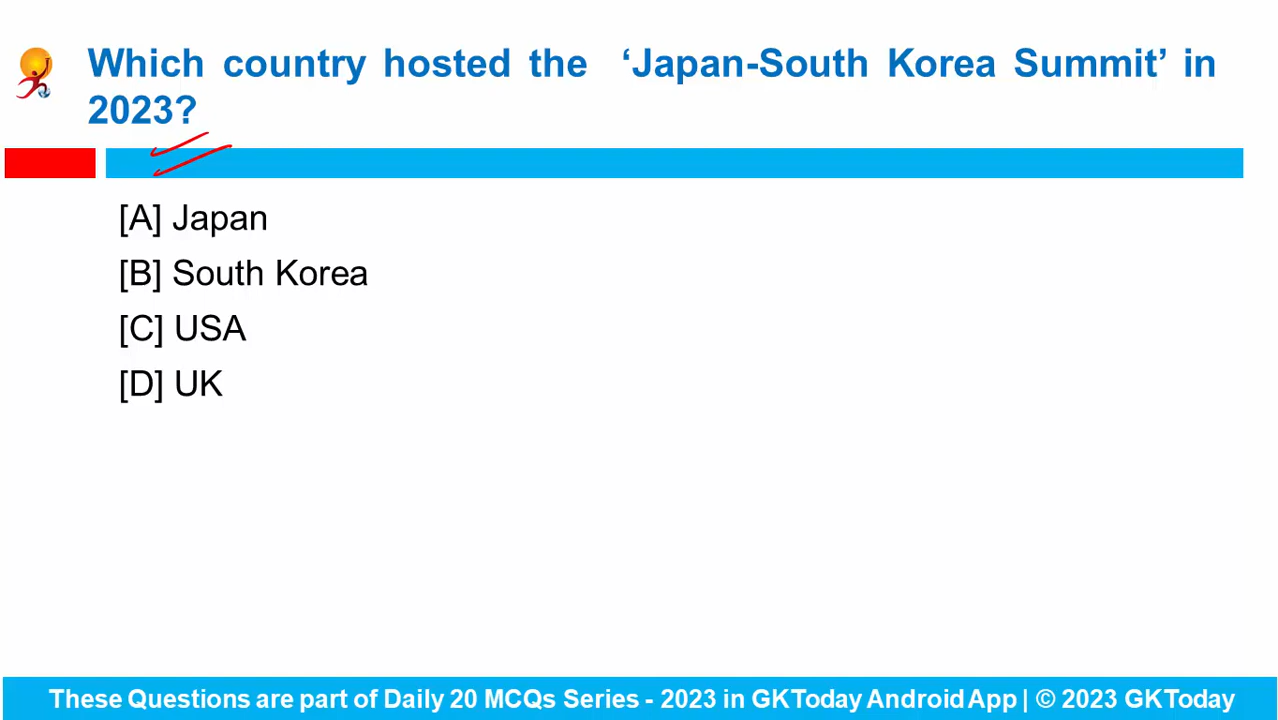 Which country hosted the ‘Japan-South Korea Summit’ in
2023?
[A] Japan
[B] South Korea
[C] USA
[D] UK
These Questions are part of Daily 20 MCQs Series - 2023 in GKToday Android App | © 2023 GKToday